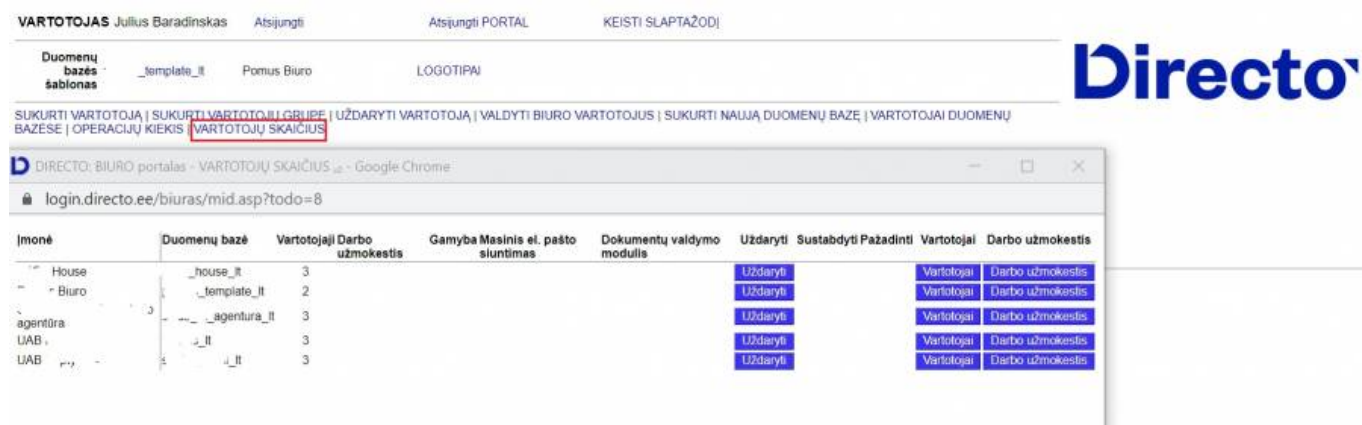 VARTOTOJAS Julius Baradinskas Atsijungti Atsijungti PORTAL KEISTI SLAPTAŽODĮ
Duomenų bazės šablonas _template_lt Pomus Biuro LOGOTIPAI
Directo
SUKURTI VARTOTOJĄ | SUKURTI VARTOTOJŲ GRUPĘ | UŽDARYTI VARTOTOJĄ | VALDYTI BIURO VARTOTOJUS | SUKURTI NAUJĄ DUOMENŲ BAZĘ | VARTOTOJAI DUOMENŲ
BAZĖSE | OPERACIJŲ KIEKIS | VARTOTOJŲ SKAIČIUS
DIRECTO: BIURO portalas - VARTOTOJŲ SKAIČIUS - Google Chrome
login.directo.ee/biuras/mid.asp?todo=8
Įmonė Duomenų bazė Vartotojaji Darbo užmokestis Gamyba Masinis el. pašto siuntimas Dokumentų valdymo modulis Uždaryti Sustabdyti Pažadinti Vartotojai Darbo užmokestis
House _house_lt 3 Uždaryti Vartotojai Darbo užmokestis
Biuro _template_lt 2 Uždaryti Vartotojai Darbo užmokestis
agentūra _agentura_lt 3 Uždaryti Vartotojai Darbo užmokestis
UAB _lt 3 Uždaryti Vartotojai Darbo užmokestis
UAB _lt 3 Uždaryti Vartotojai Darbo užmokestis